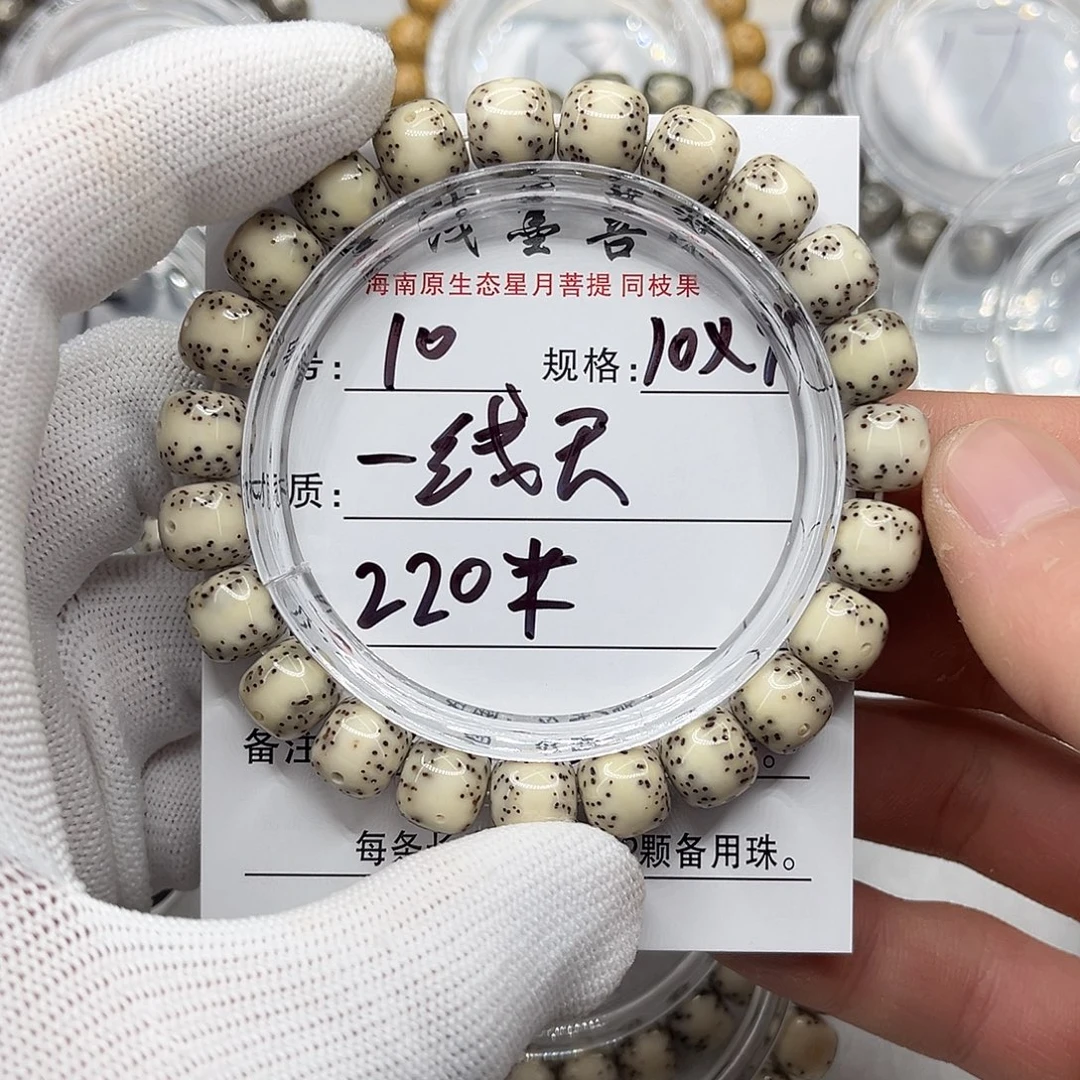 海南原生态星月菩提 同枝果
号: 10 规格: 10X
质: 一线天
220米
备注 。
每条 颗备用珠。